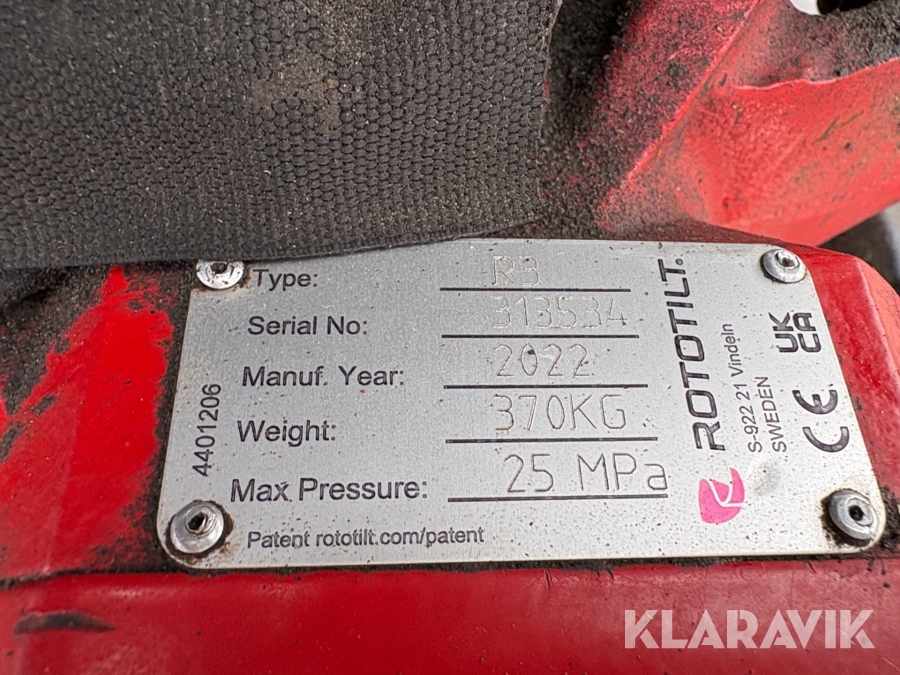 Type: R3
Serial No: 313534
Manuf. Year: 2022
Weight: 370KG
Max Pressure: 25 MPa
Patent rototilt.com/patent
4401206
ROTOTILT®
S-922 21 Vindeln
SWEDEN
CE
UK
CA
KLARAVIK